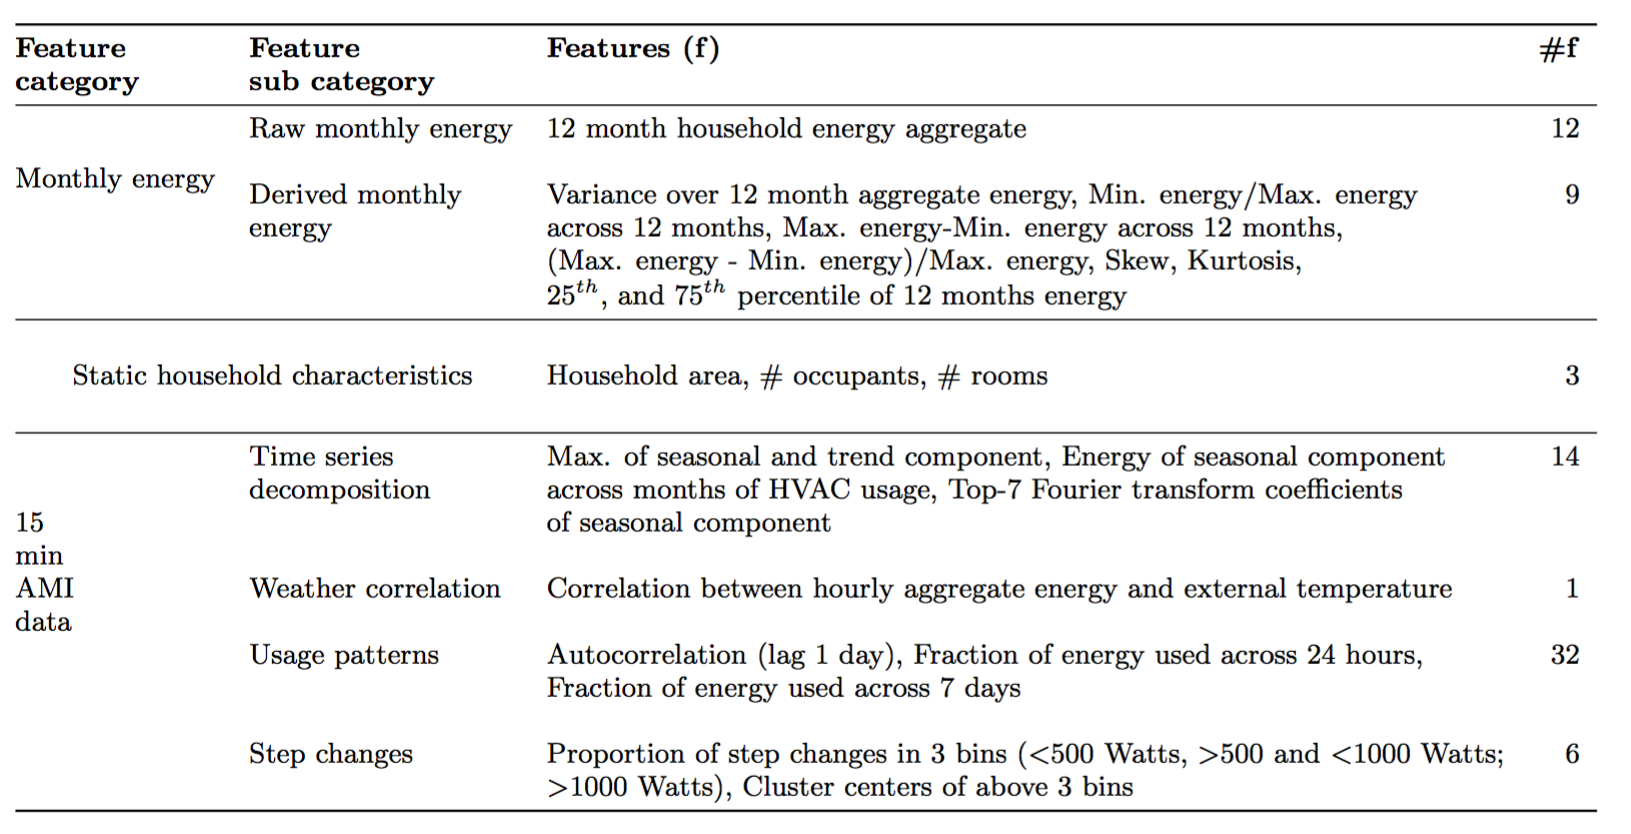 Feature category Feature sub category Features (f) #f
Raw monthly energy 12 month household energy aggregate 12
Monthly energy
Derived monthly energy
Variance over 12 month aggregate energy, Min. energy/Max. energy 9
across 12 months, Max. energy-Min. energy across 12 months,
(Max. energy - Min. energy)/Max. energy, Skew, Kurtosis,
25th, and 75th percentile of 12 months energy
Static household characteristics Household area, # occupants, # rooms 3
15
min
AMI
data
Time series decomposition
Max. of seasonal and trend component, Energy of seasonal component 14
across months of HVAC usage, Top-7 Fourier transform coefficients
of seasonal component
Weather correlation Correlation between hourly aggregate energy and external temperature 1
Usage patterns Autocorrelation (lag 1 day), Fraction of energy used across 24 hours, 32
Fraction of energy used across 7 days
Step changes Proportion of step changes in 3 bins (<500 Watts, >500 and <1000 Watts; 6
>1000 Watts), Cluster centers of above 3 bins